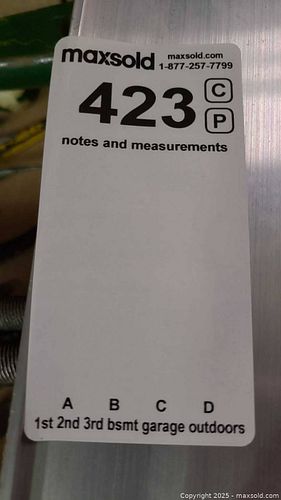 maxsold maxsold.com
1-877-257-7799
423 C
P
notes and measurements
A B C D
1st 2nd 3rd bsmt garage outdoors
Copyright © 2025 - maxsold.com